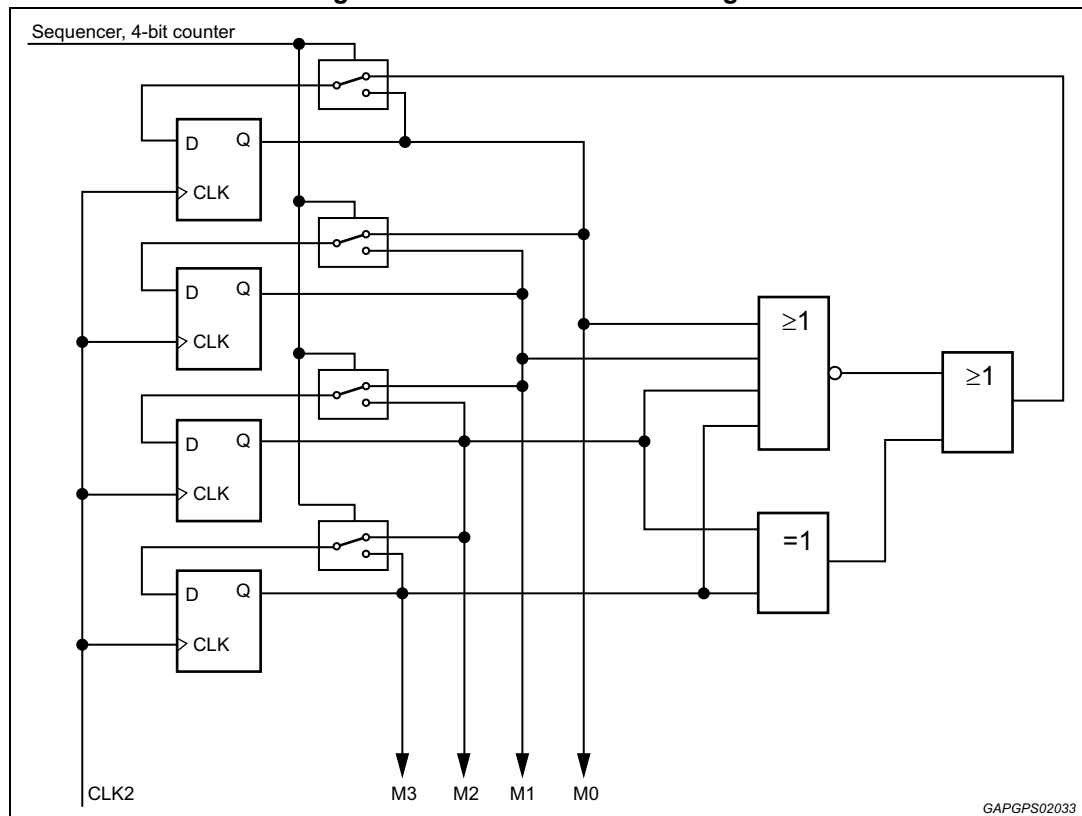 Sequencer, 4-bit counter
D Q
CLK
D Q
CLK
≥1
≥1
D Q
CLK
=1
D Q
CLK
CLK2 M3 M2 M1 M0
GAPGPS02033